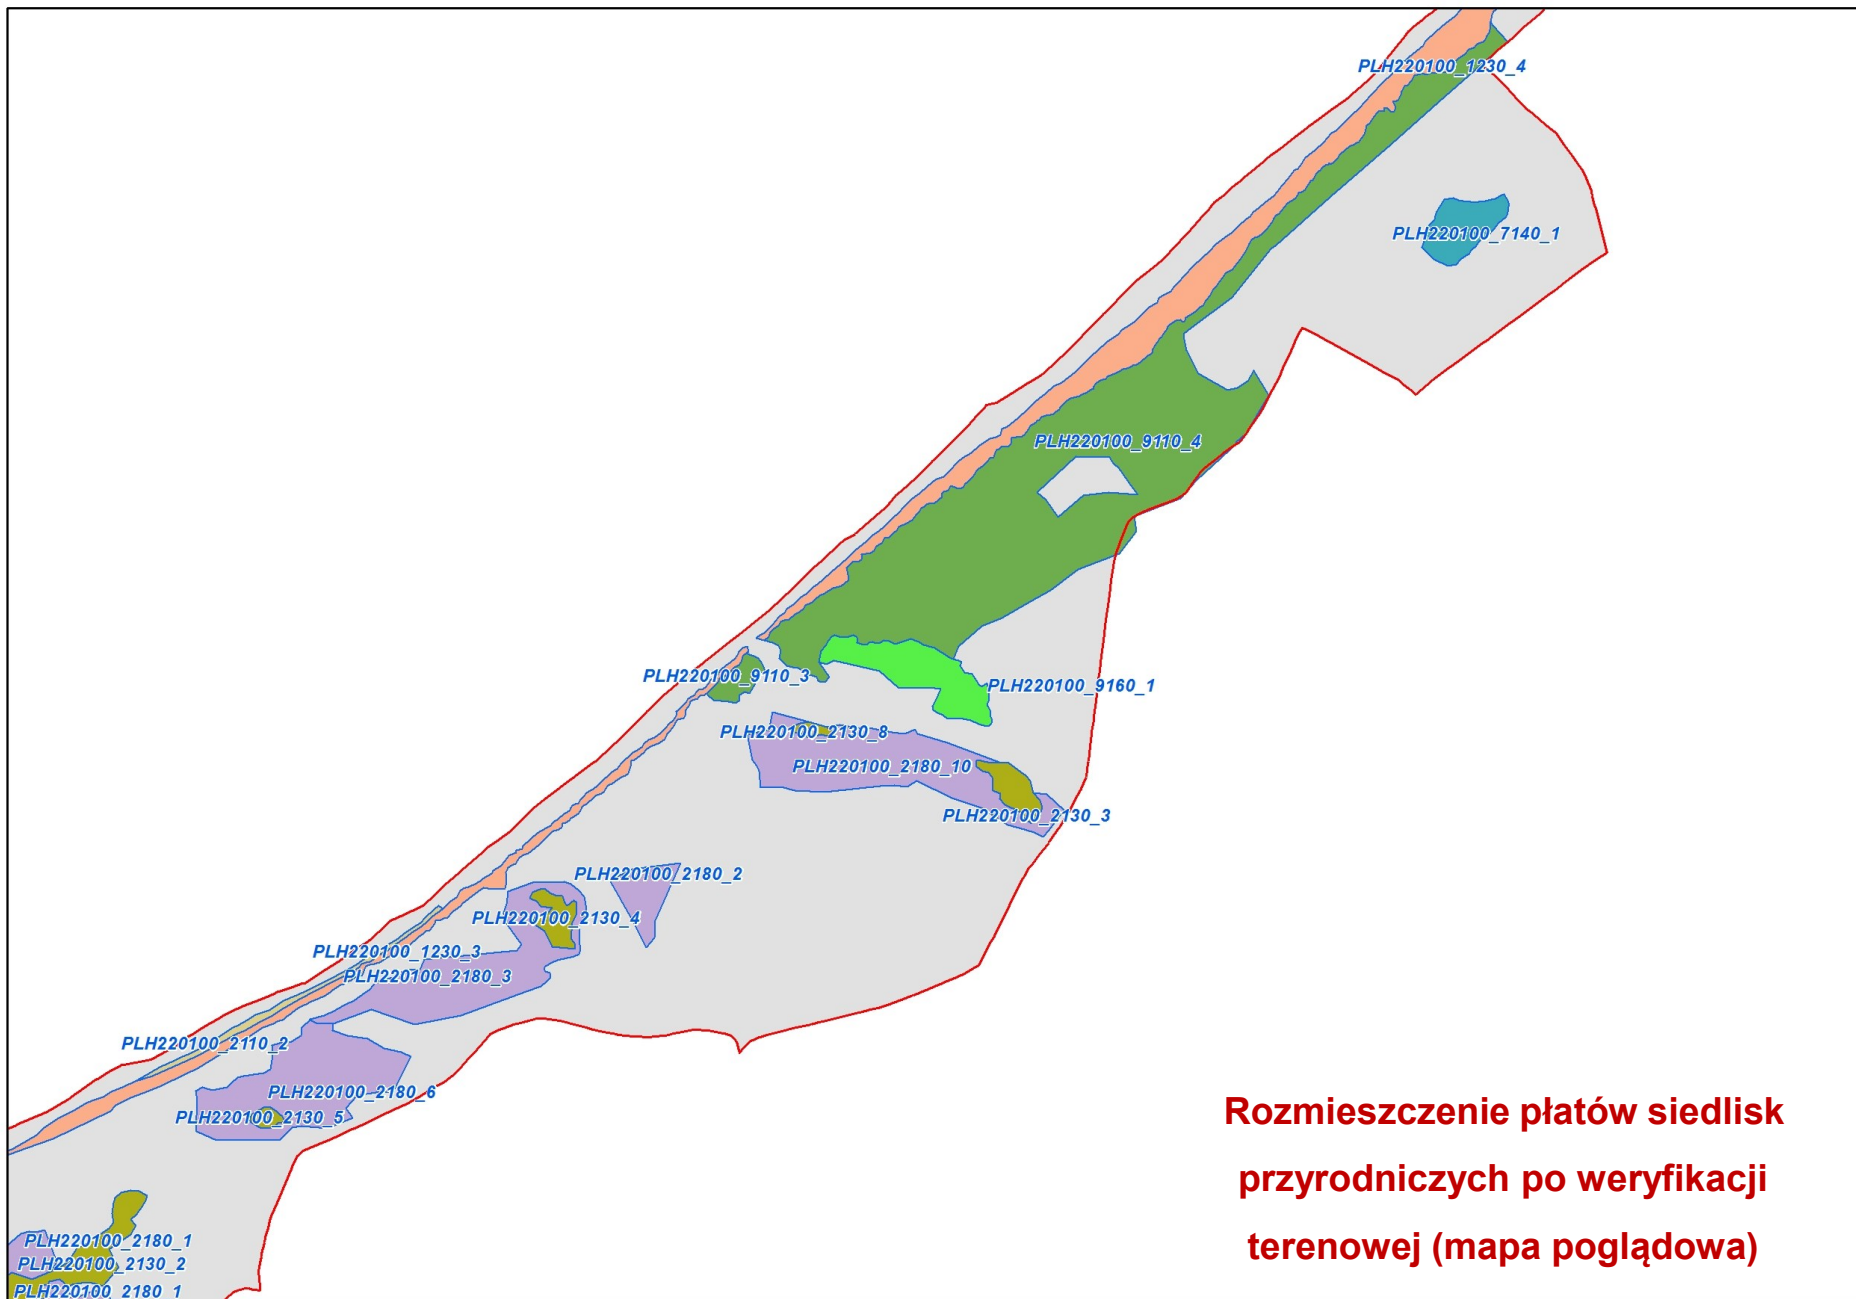 PLH220100_1230_4
PLH220100_7140_1
PLH220100_9110_4
PLH220100_9110_3
PLH220100_9160_1
PLH220100_2130_8
PLH220100_2180_10
PLH220100_2130_3
PLH220100_2180_2
PLH220100_2130_4
PLH220100_1230_3
PLH220100_2180_3
PLH220100_2110_2
PLH220100_2180_6
PLH220100_2130_5
Rozmieszczenie płatów siedlisk
przyrodniczych po weryfikacji
terenowej (mapa poglądowa)
PLH220100_2180_1
PLH220100_2130_2
PLH220100_2180_1